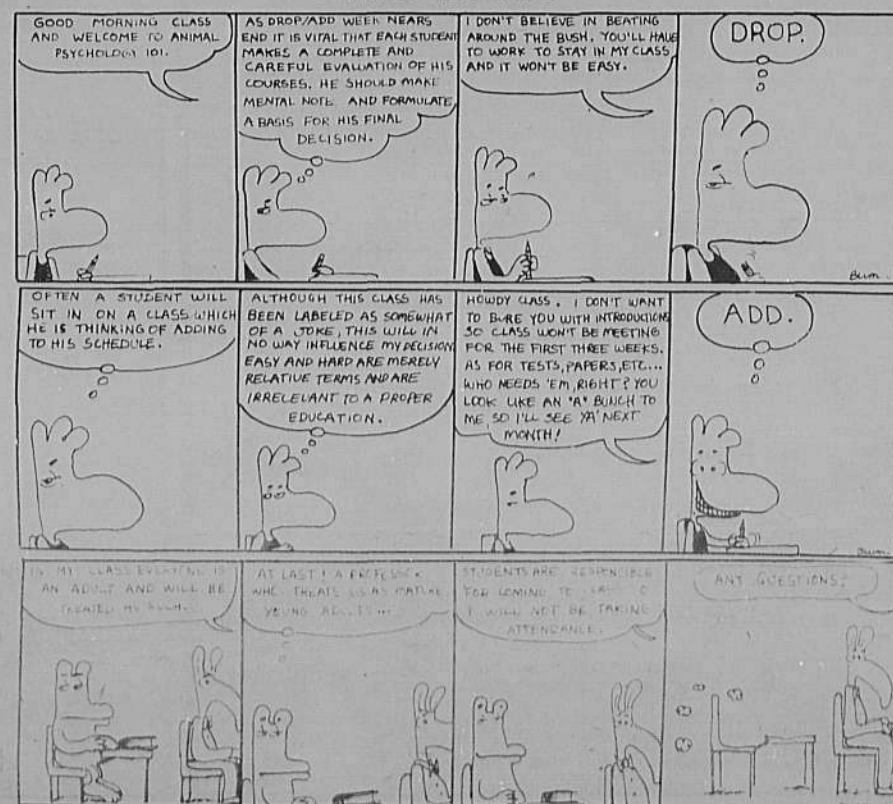 GOOD MORNING CLASS
AND WELCOME TO ANIMAL
PSYCHOLOGY 101.
AS DROP/ADD WEEK NEARS
END IT IS VITAL THAT EACH STUDENT
MAKES A COMPLETE AND
CAREFUL EVALUATION OF HIS
COURSES. HE SHOULD MAKE
MENTAL NOTE AND FORMULATE
A BASIS FOR HIS FINAL
DECISION.
I DON'T BELIEVE IN BEATING
AROUND THE BUSH. YOU'LL HAVE
TO WORK TO STAY IN MY CLASS
AND IT WON'T BE EASY.
DROP.
Bum
OFTEN A STUDENT WILL
SIT IN ON A CLASS WHICH
HE IS THINKING OF ADDING
TO HIS SCHEDULE.
ALTHOUGH THIS CLASS HAS
BEEN LABELED AS SOMEWHAT
OF A JOKE, THIS WILL IN
NO WAY INFLUENCE MY DECISION.
EASY AND HARD ARE MERELY
RELATIVE TERMS AND ARE
IRRELEVANT TO A PROPER
EDUCATION.
HOWDY CLASS. I DON'T WANT
TO BORE YOU WITH INTRODUCTIONS
SO CLASS WON'T BE MEETING
FOR THE FIRST THREE WEEKS.
AS FOR TESTS, PAPERS, ETC...
WHO NEEDS 'EM, RIGHT? YOU
LOOK LIKE AN "A" BUNCH TO
ME, SO I'LL SEE YA' NEXT
MONTH!
ADD.
Bum
IN MY CLASS EVERYONE IS
AN ADULT AND WILL BE
TREATED AS SUCH.
AT LAST! A PROFESSOR
WHO TREATS US AS MATURE
YOUNG ADULTS...
STUDENTS ARE RESPONSIBLE
FOR COMING TO CLASS
I WILL NOT BE TAKING
ATTENDANCE.
ANY QUESTIONS?